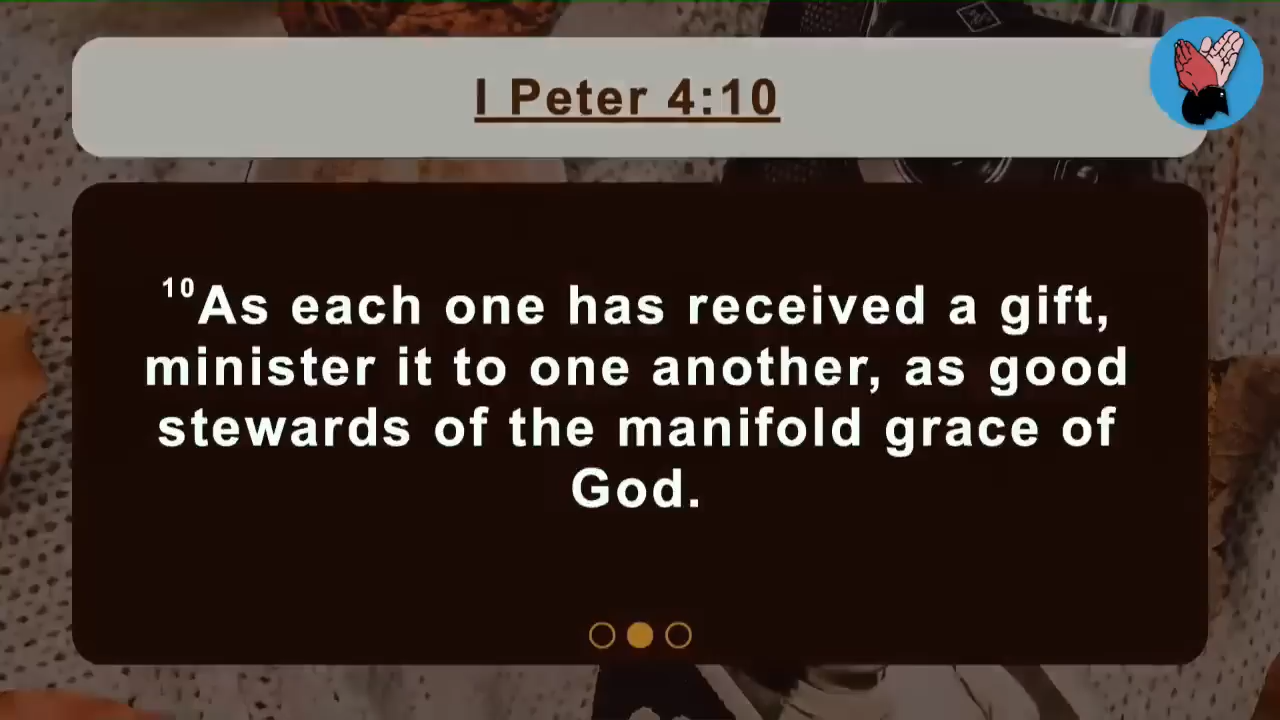 I Peter 4:10
10As each one has received a gift,
minister it to one another, as good
stewards of the manifold grace of
God.